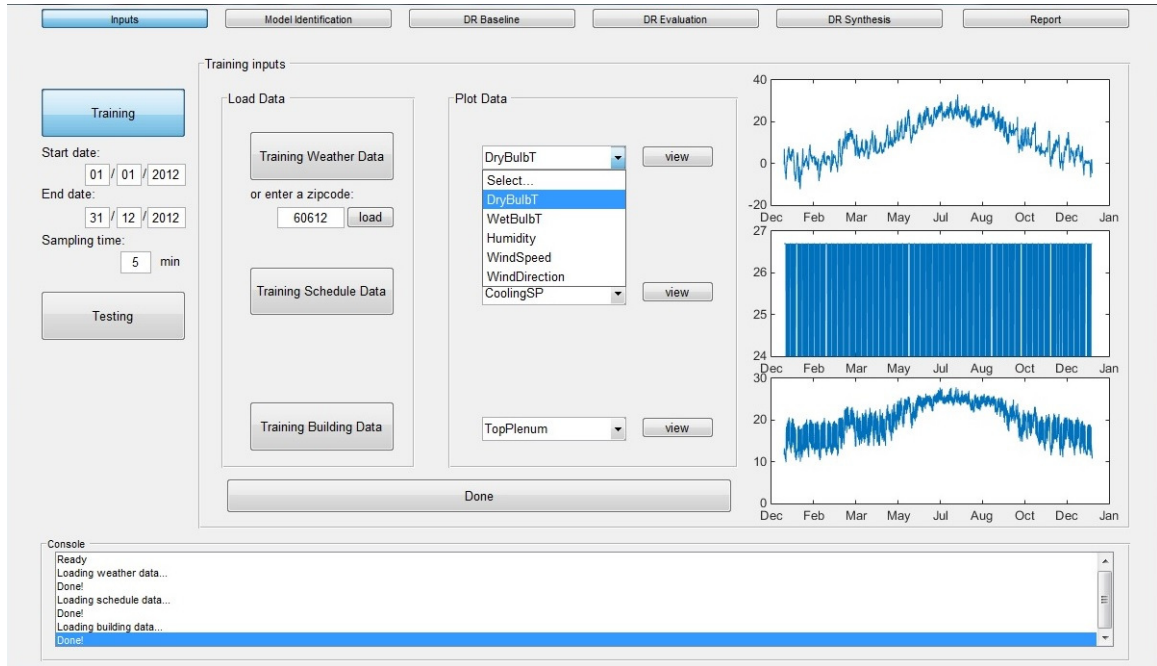 Inputs Model Identification DR Baseline DR Evaluation DR Synthesis Report
Training inputs
Training
Start date:
01 / 01 / 2012
End date:
31 / 12 / 2012
Sampling time:
5 min
Testing
Load Data
Training Weather Data
or enter a zipcode:
60612 load
Training Schedule Data
Training Building Data
Plot Data
DryBulbT view
Select...
DryBulbT
WetBulbT
Humidity
WindSpeed
WindDirection
CoolingSP view
TopPlenum view
Done
40
20
0
-20
Dec Feb Mar May Jul Aug Oct Dec Jan
27
26
25
24
Dec Feb Mar May Jul Aug Oct Dec Jan
30
20
10
0
Dec Feb Mar May Jul Aug Oct Dec Jan
Console
Ready
Loading weather data...
Done!
Loading schedule data...
Done!
Loading building data...
Done!